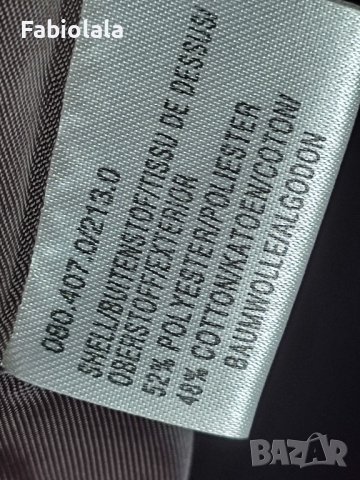 Fabiolala
080.407.0/213.0
SHELL/BUITENSTOF/TISSU DE DESSUS/
OBERSTOFF/EXTERIOR
52% POLYESTER/POLIESTER
48% COTTON/KATOEN/COTON/
BAUMWOLLE/ALGODON
BAZAR